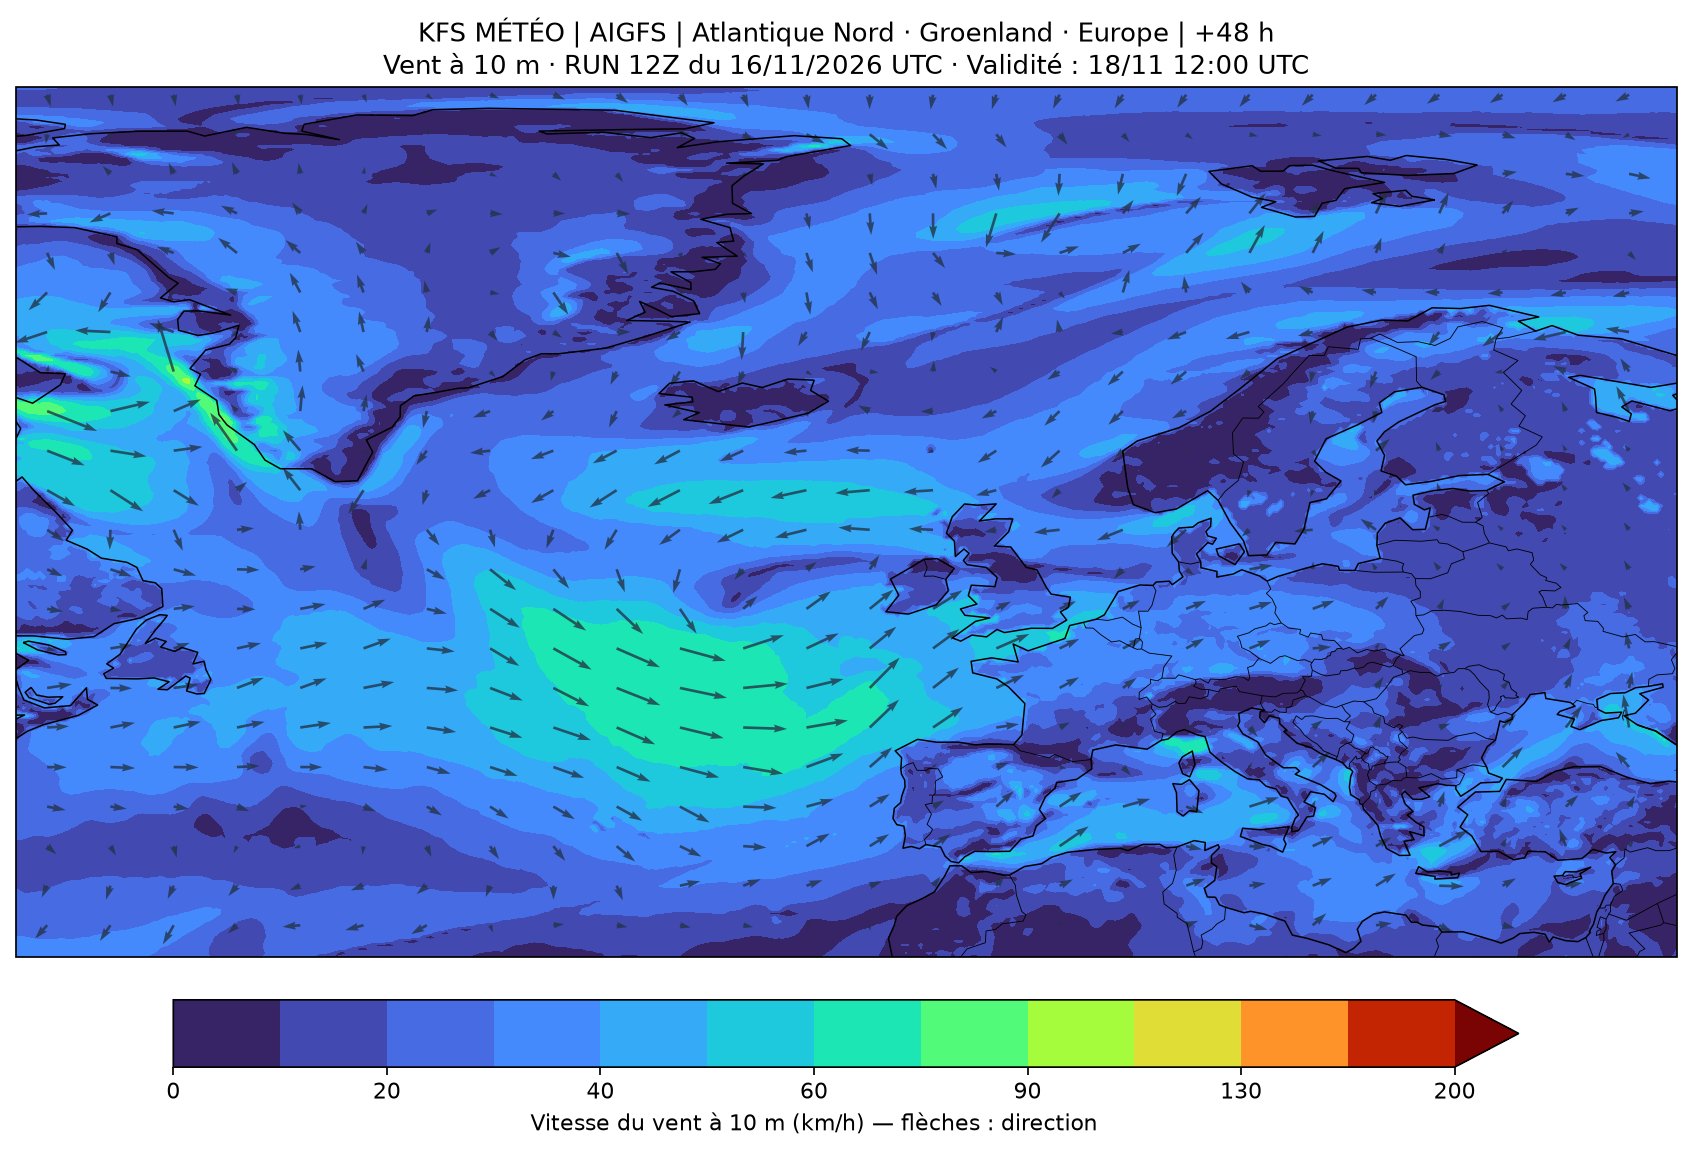 KFS MÉTÉO | AIGFS | Atlantique Nord · Groenland · Europe | +48 h
Vent à 10 m · RUN 12Z du 16/11/2026 UTC · Validité : 18/11 12:00 UTC
0 20 40 60 90 130 200
Vitesse du vent à 10 m (km/h) — flèches : direction